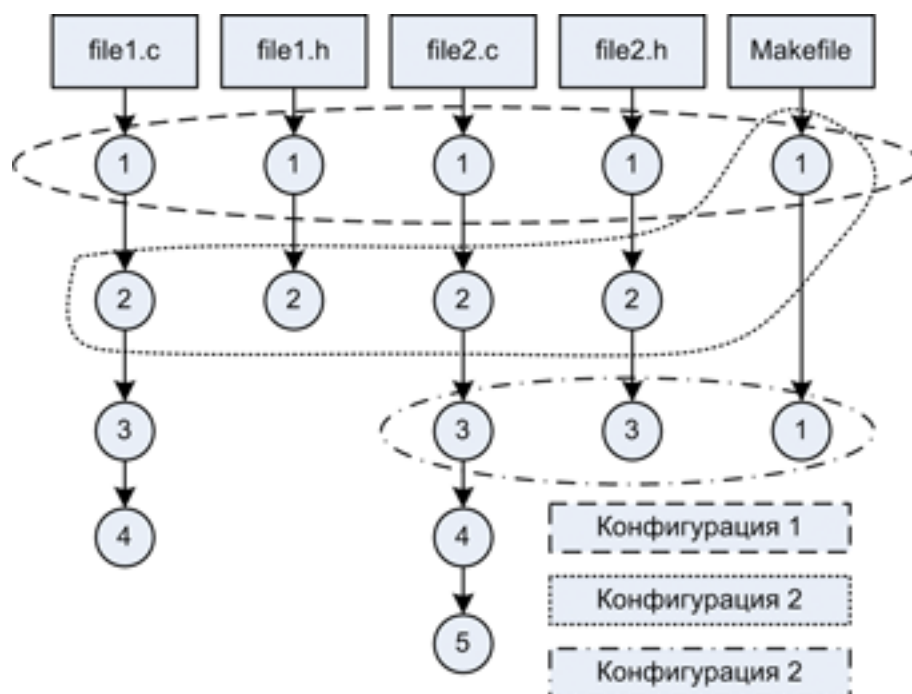 file1.c file1.h file2.c file2.h Makefile
1 1 1 1 1
2 2 2 2
3 3 3 1
4 4
5
Конфигурация 1
Конфигурация 2
Конфигурация 2